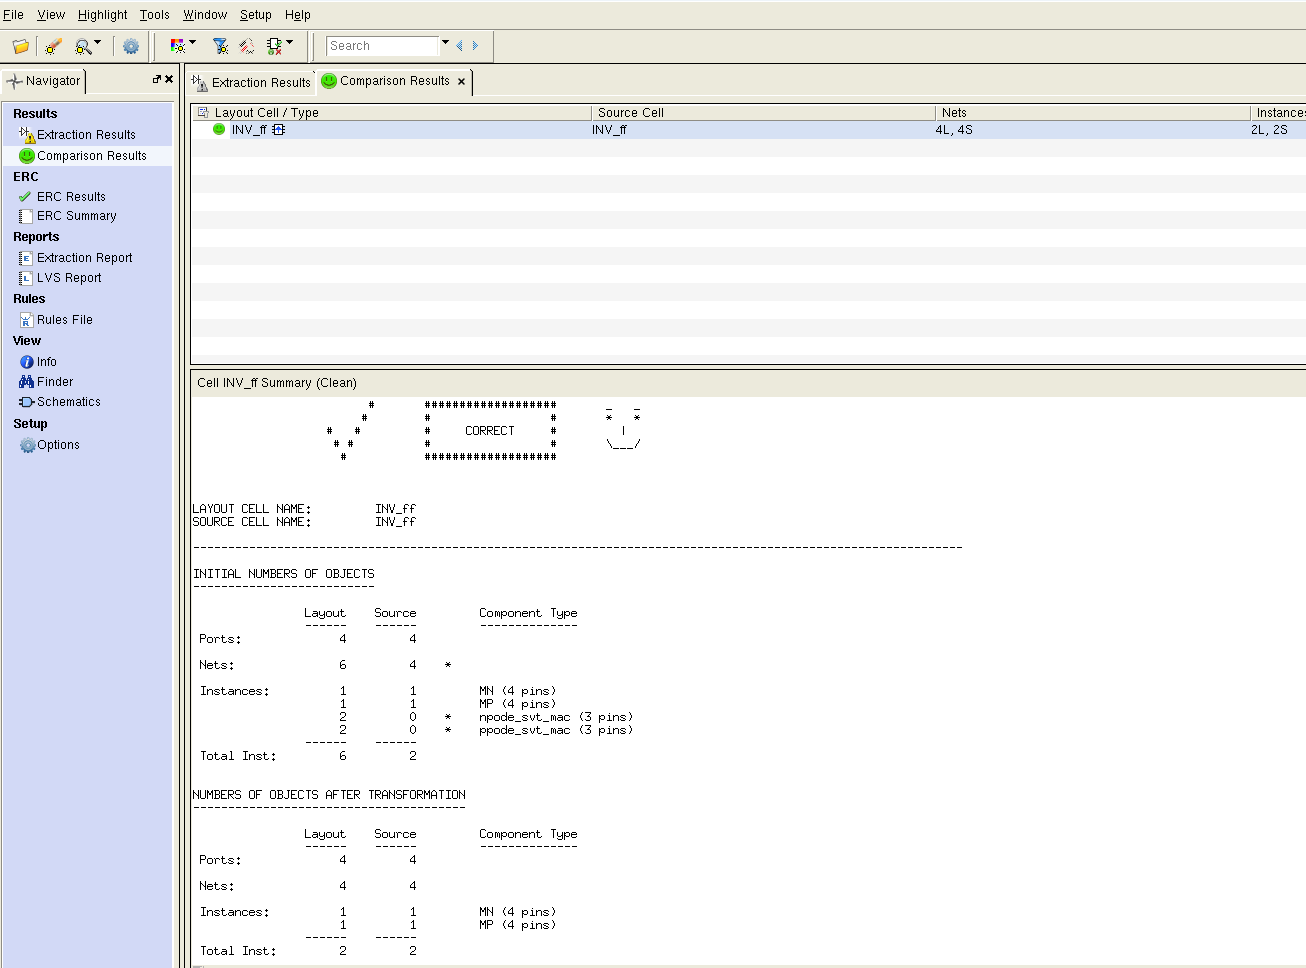 File View Highlight Tools Window Setup Help
Search
Navigator
Results
Extraction Results
Comparison Results
ERC
ERC Results
ERC Summary
Reports
Extraction Report
LVS Report
Rules
Rules File
View
Info
Finder
Schematics
Setup
Options
Extraction Results Comparison Results
Layout Cell / Type Source Cell Nets Instances
INV_ff INV_ff 4L, 4S 2L, 2S
Cell INV_ff Summary (Clean)
# ################### _ _
# # # * *
# # # CORRECT # |
# # # # \___/
# ###################
LAYOUT CELL NAME: INV_ff
SOURCE CELL NAME: INV_ff
--------------------------------------------------------------------------------------------------------------
INITIAL NUMBERS OF OBJECTS
--------------------------
Layout Source Component Type
------ ------ --------------
Ports: 4 4
Nets: 6 4 *
Instances: 1 1 MN (4 pins)
1 1 MP (4 pins)
2 0 * npode_svt_mac (3 pins)
2 0 * ppode_svt_mac (3 pins)
------ ------
Total Inst: 6 2
NUMBERS OF OBJECTS AFTER TRANSFORMATION
---------------------------------------
Layout Source Component Type
------ ------ --------------
Ports: 4 4
Nets: 4 4
Instances: 1 1 MN (4 pins)
1 1 MP (4 pins)
------ ------
Total Inst: 2 2